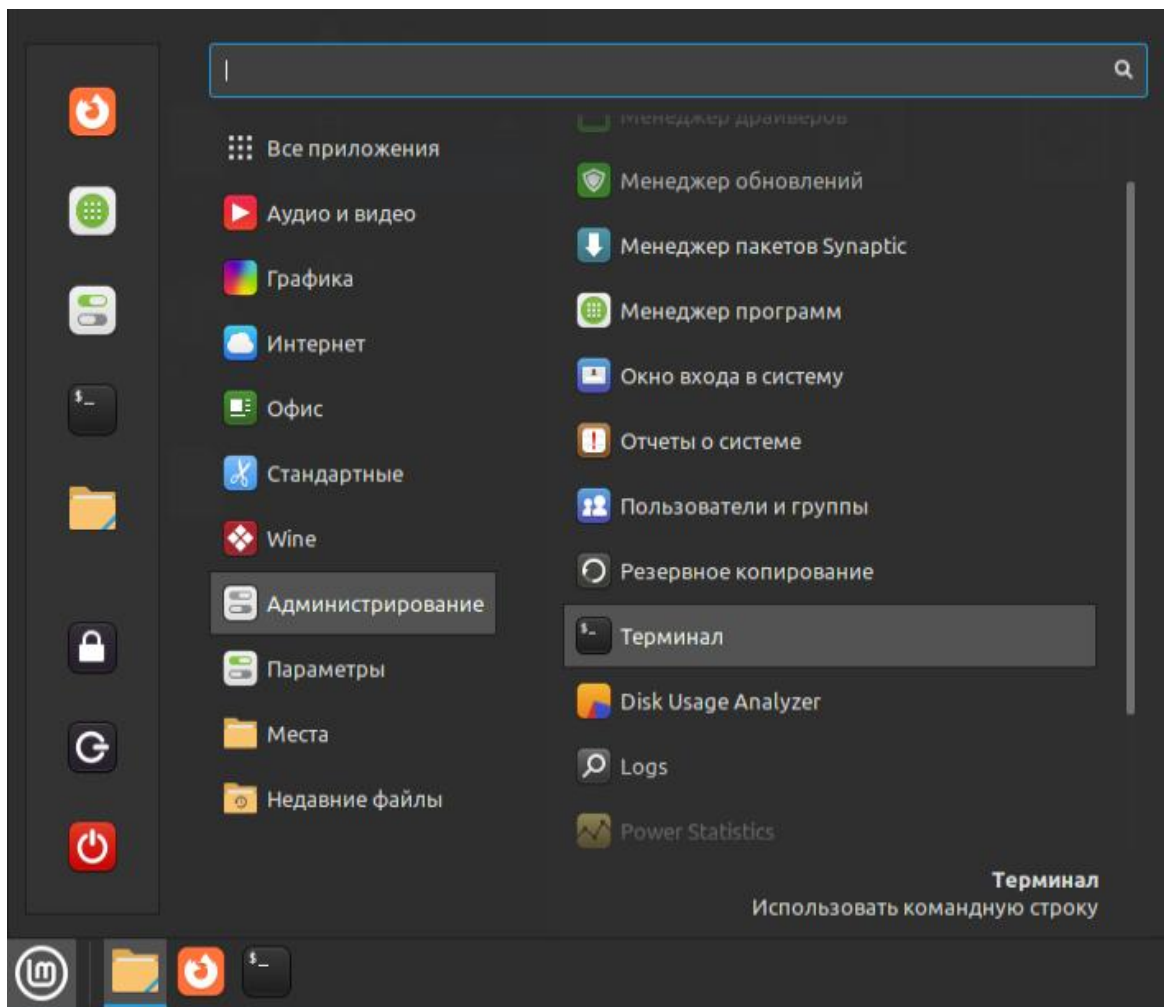 Все приложения
Аудио и видео
Графика
Интернет
Офис
Стандартные
Wine
Администрирование
Параметры
Места
Недавние файлы
Менеджер драйверов
Менеджер обновлений
Менеджер пакетов Synaptic
Менеджер программ
Окно входа в систему
Отчеты о системе
Пользователи и группы
Резервное копирование
Терминал
Disk Usage Analyzer
Logs
Power Statistics
Терминал
Использовать командную строку
$_
$_
$_